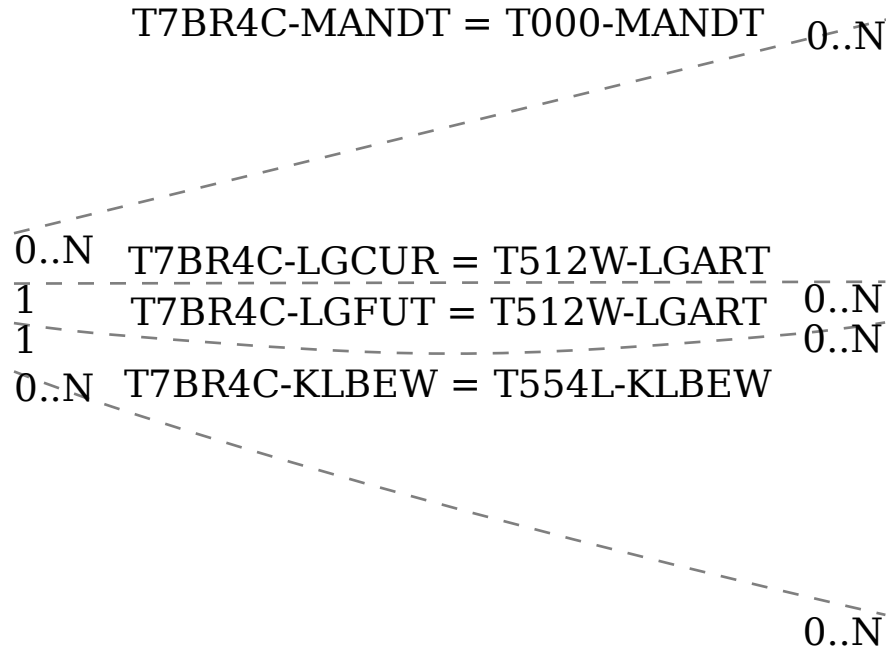 T7BR4C-MANDT = T000-MANDT
0..N
0..N
T7BR4C-LGCUR = T512W-LGART
1
0..N
T7BR4C-LGFUT = T512W-LGART
1
0..N
0..N
T7BR4C-KLBEW = T554L-KLBEW
0..N